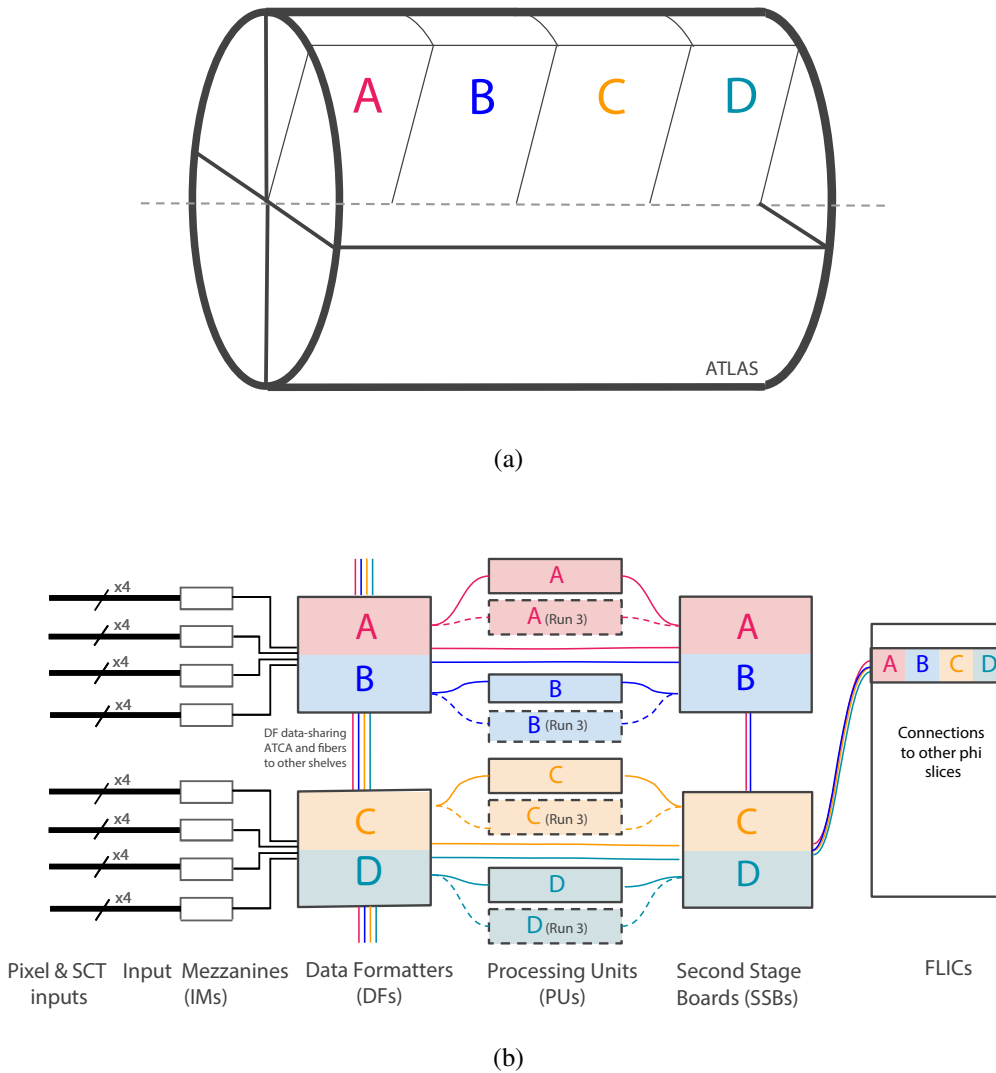 A B C D
ATLAS
(a)
x4
x4
x4
x4
A
B
DF data-sharing
ATCA and fibers
to other shelves
A
A (Run 3)
B
B (Run 3)
A
B
A B C D
Connections
to other phi
slices
x4
x4
x4
x4
C
D
C
C (Run 3)
D
D (Run 3)
C
D
Pixel & SCT
inputs
Input Mezzanines
(IMs)
Data Formatters
(DFs)
Processing Units
(PUs)
Second Stage
Boards (SSBs)
FLICs
(b)